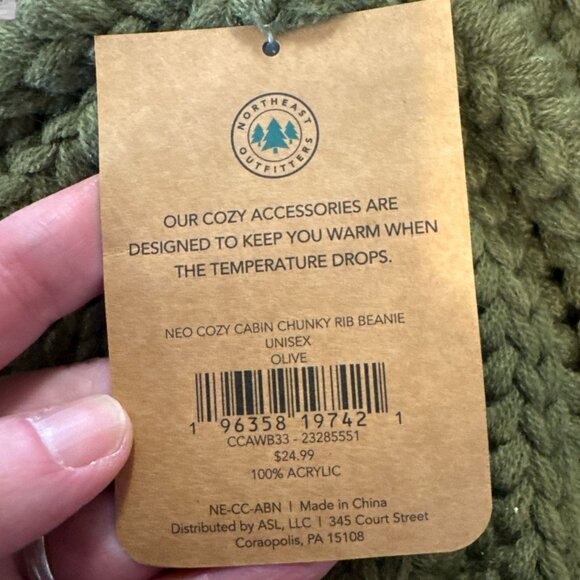 NORTHEAST
OUTFITTERS
OUR COZY ACCESSORIES ARE
DESIGNED TO KEEP YOU WARM WHEN
THE TEMPERATURE DROPS.
NEO COZY CABIN CHUNKY RIB BEANIE
UNISEX
OLIVE
1 96358 19742 1
CCAWB33 - 23285551
$24.99
100% ACRYLIC
NE-CC-ABN | Made in China
Distributed by ASL, LLC | 345 Court Street
Coraopolis, PA 15108